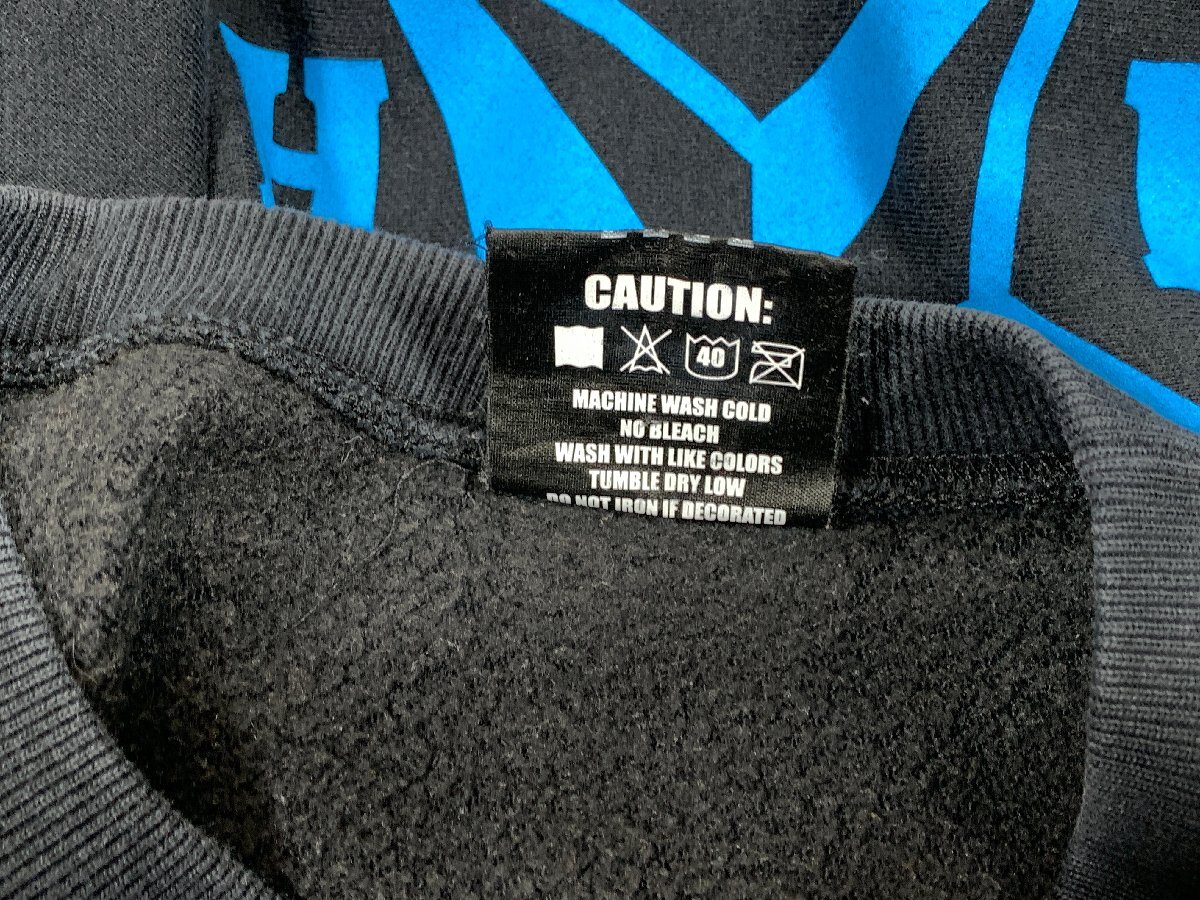 H
CAUTION:
40
MACHINE WASH COLD
NO BLEACH
WASH WITH LIKE COLORS
TUMBLE DRY LOW
DO NOT IRON IF DECORATED